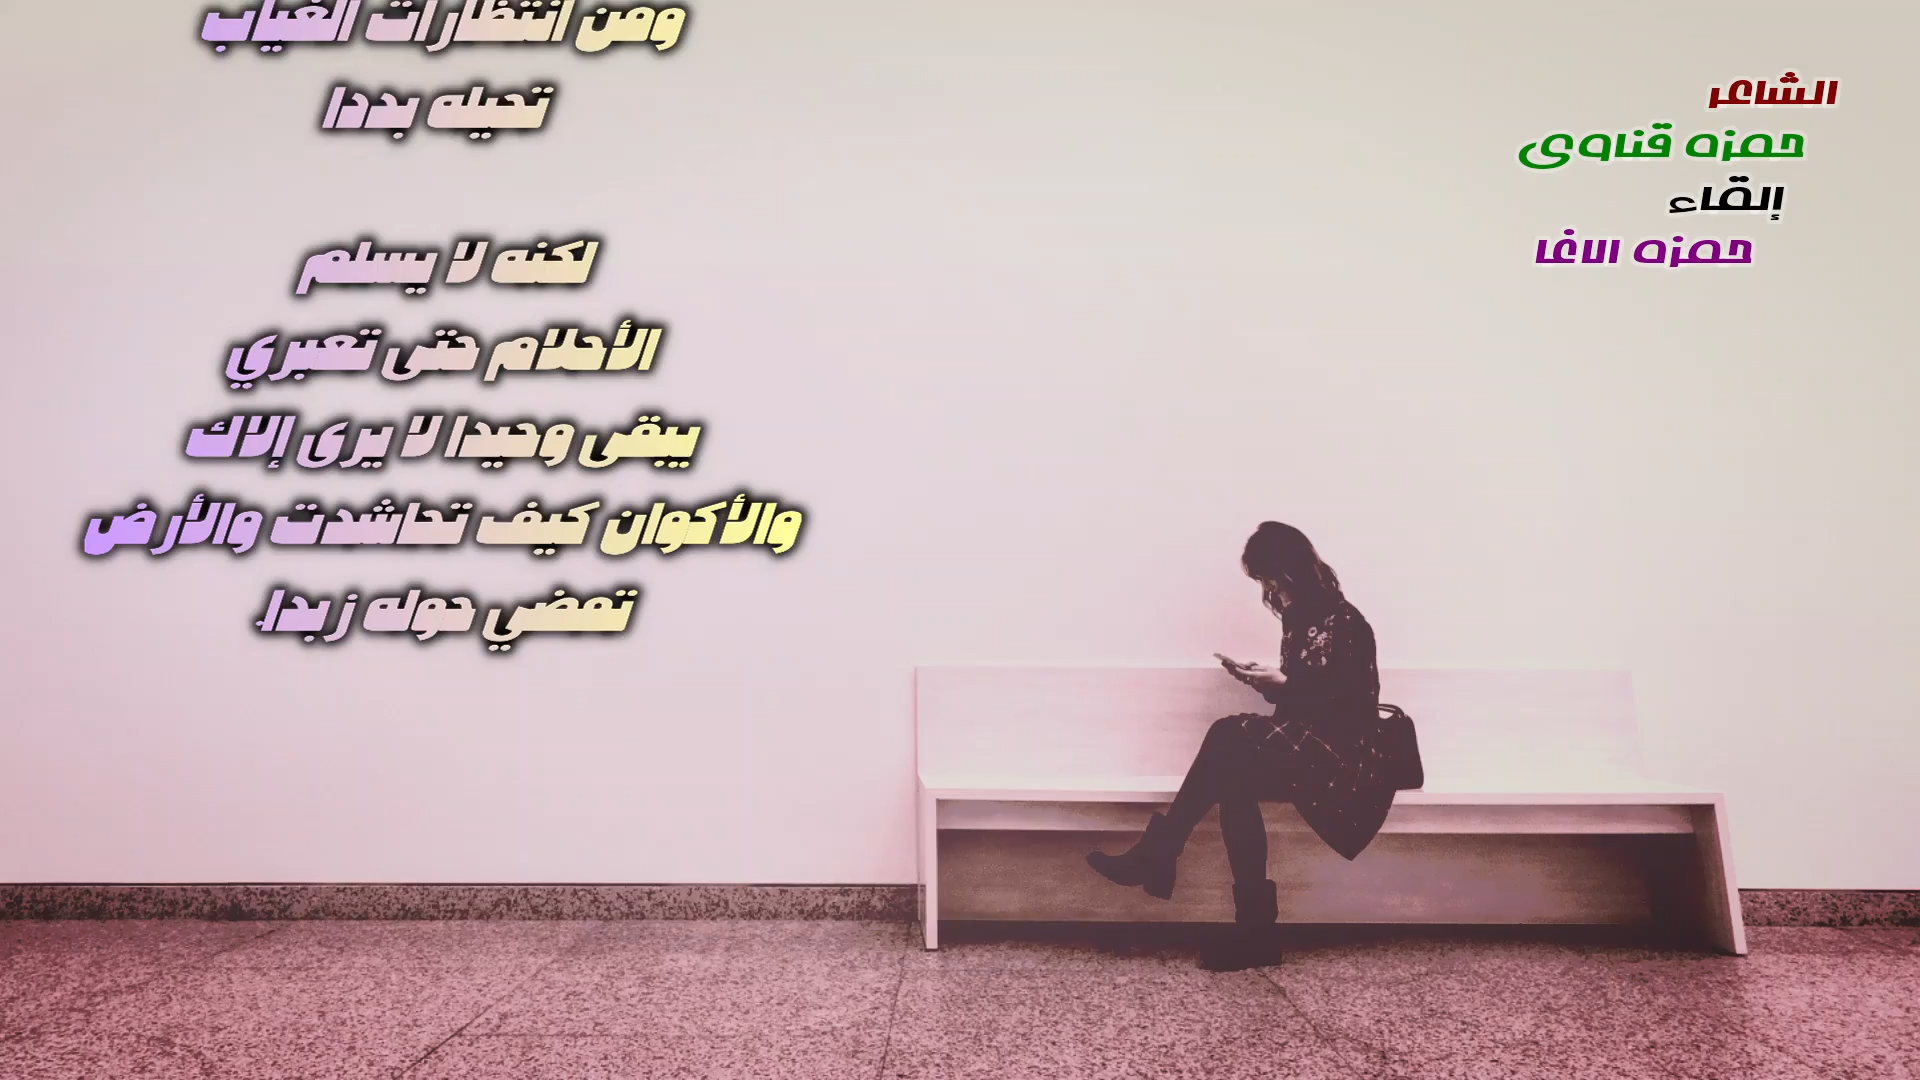 ومن انتظارات الغياب
تحيله بددا
لكنه لا يسلم
الأحلام حتى تعبري
يبقى وحيدا لا يرى إلاك
والأكوان كيف تحاشدت والأرض
تمضي حوله زبدا.
الشاعر
حمزه قناوى
إلقاء
حمزه الاغا